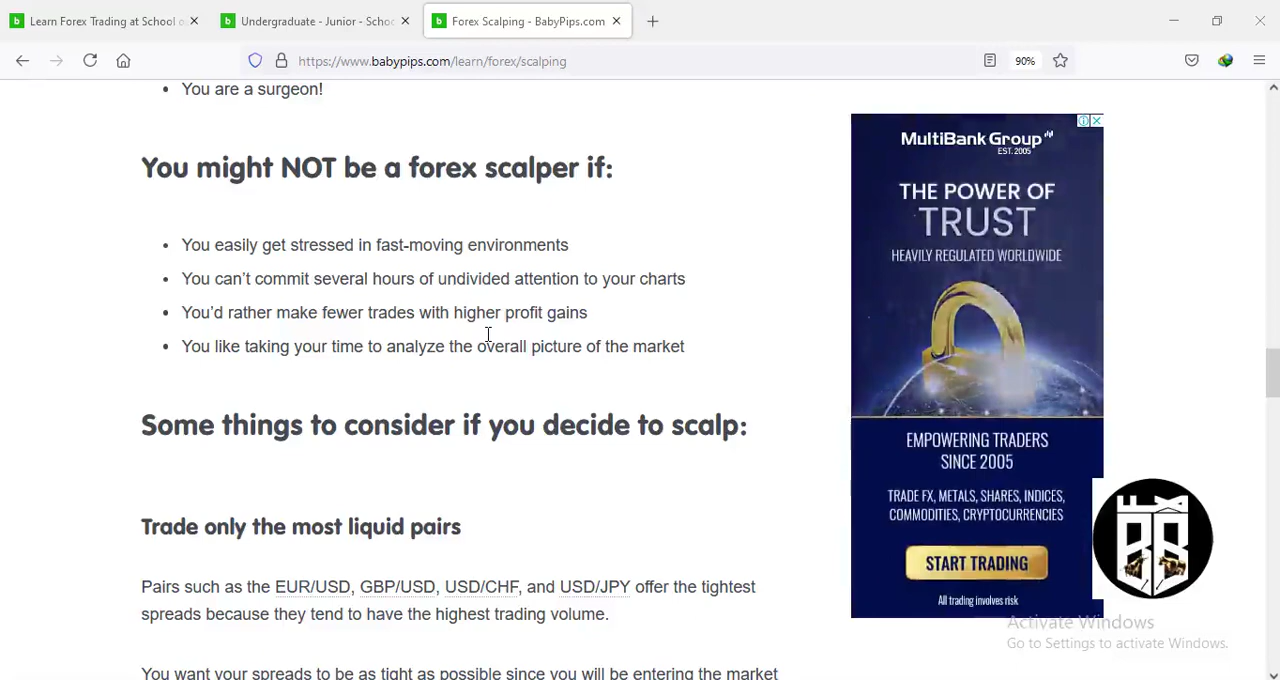 Learn Forex Trading at School o
Undergraduate - Junior - Schoo
Forex Scalping - BabyPips.com
https://www.babypips.com/learn/forex/scalping
90%
You are a surgeon!
You might NOT be a forex scalper if:
You easily get stressed in fast-moving environments
You can’t commit several hours of undivided attention to your charts
You’d rather make fewer trades with higher profit gains
You like taking your time to analyze the overall picture of the market
Some things to consider if you decide to scalp:
Trade only the most liquid pairs
Pairs such as the EUR/USD, GBP/USD, USD/CHF, and USD/JPY offer the tightest
spreads because they tend to have the highest trading volume.
You want your spreads to be as tight as possible since you will be entering the market
MultiBank Group
EST. 2005
THE POWER OF
TRUST
HEAVILY REGULATED WORLDWIDE
EMPOWERING TRADERS
SINCE 2005
TRADE FX, METALS, SHARES, INDICES,
COMMODITIES, CRYPTOCURRENCIES
START TRADING
All trading involves risk
Activate Windows
Go to Settings to activate Windows.